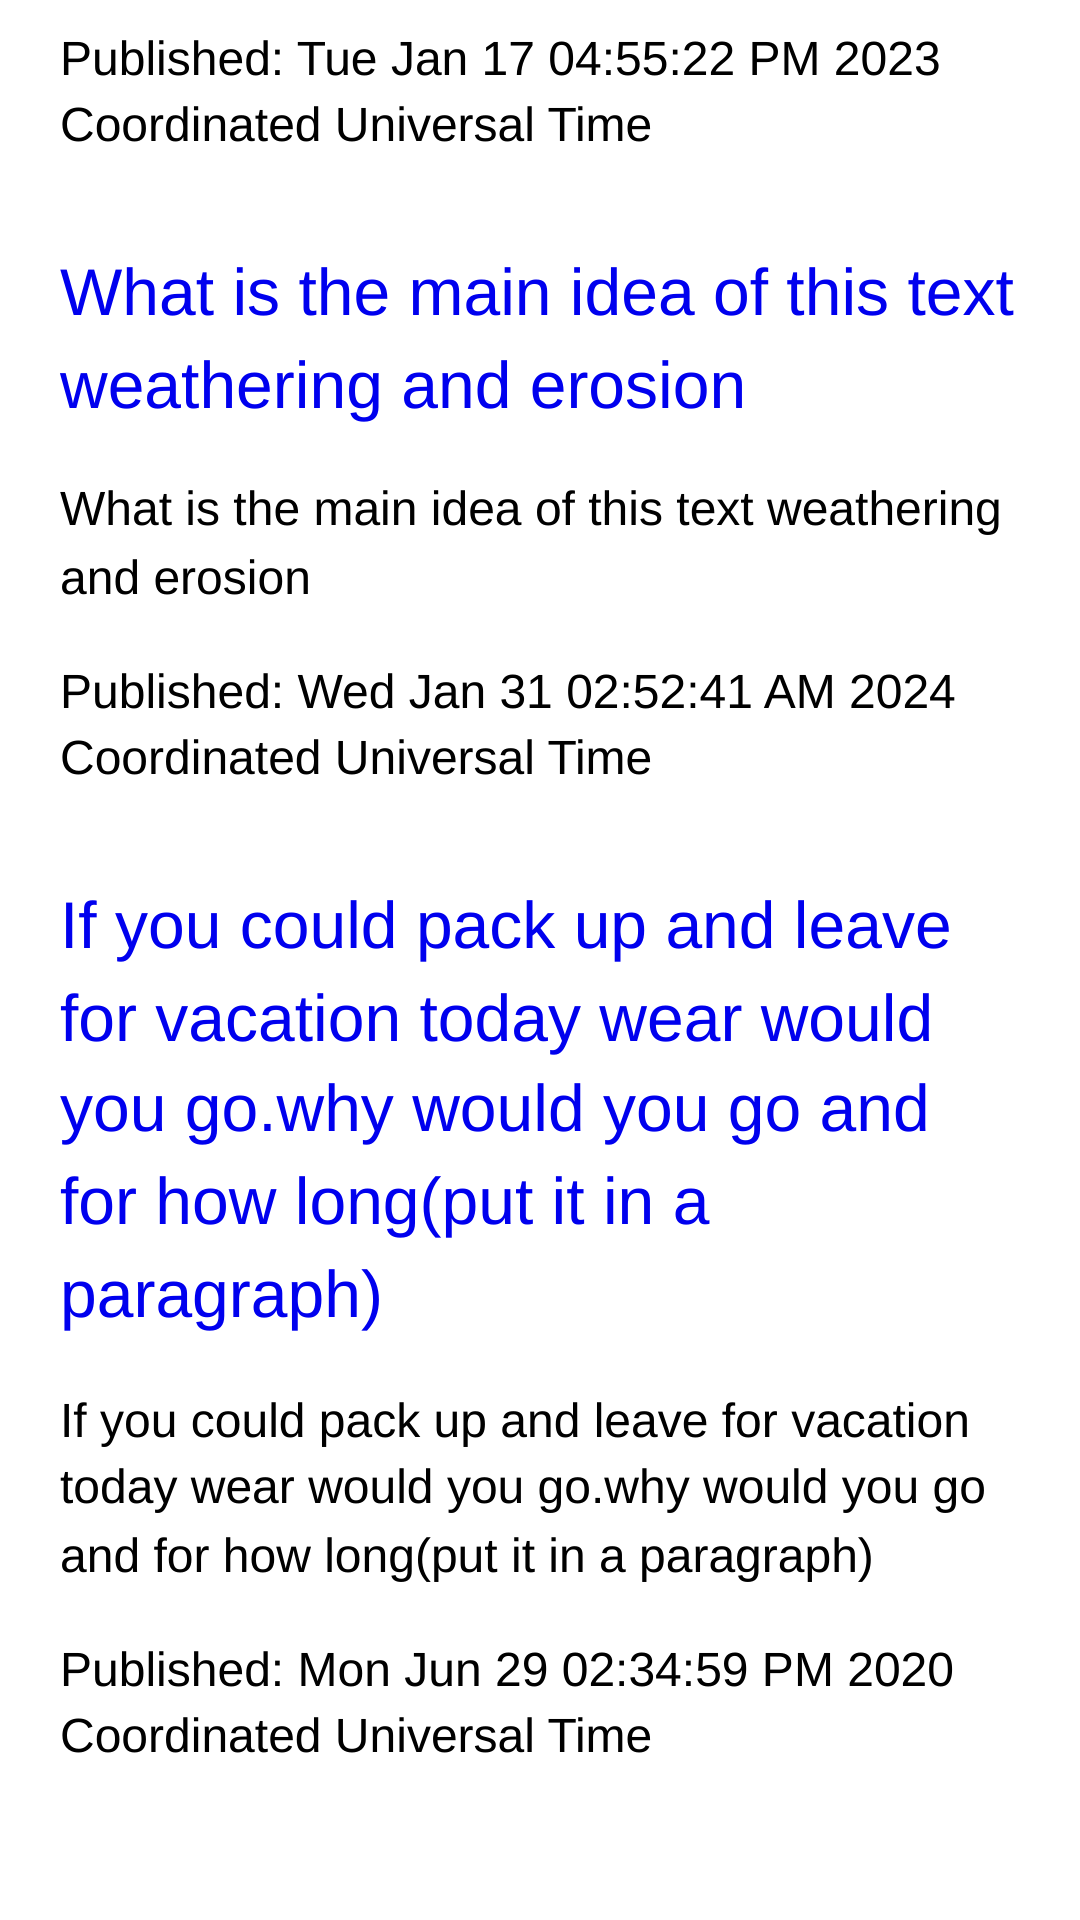 Published: Tue Jan 17 04:55:22 PM 2023
Coordinated Universal Time
What is the main idea of this text
weathering and erosion
What is the main idea of this text weathering
and erosion
Published: Wed Jan 31 02:52:41 AM 2024
Coordinated Universal Time
If you could pack up and leave
for vacation today wear would
you go.why would you go and
for how long(put it in a
paragraph)
If you could pack up and leave for vacation
today wear would you go.why would you go
and for how long(put it in a paragraph)
Published: Mon Jun 29 02:34:59 PM 2020
Coordinated Universal Time